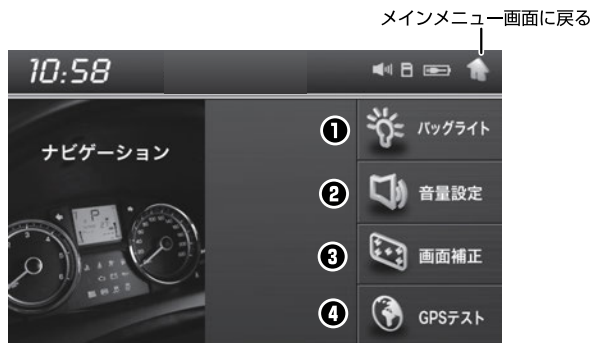 メインメニュー画面に戻る
10:58
ナビゲーション
❶ バッグライト
❷ 音量設定
❸ 画面補正
❹ GPSテスト
P